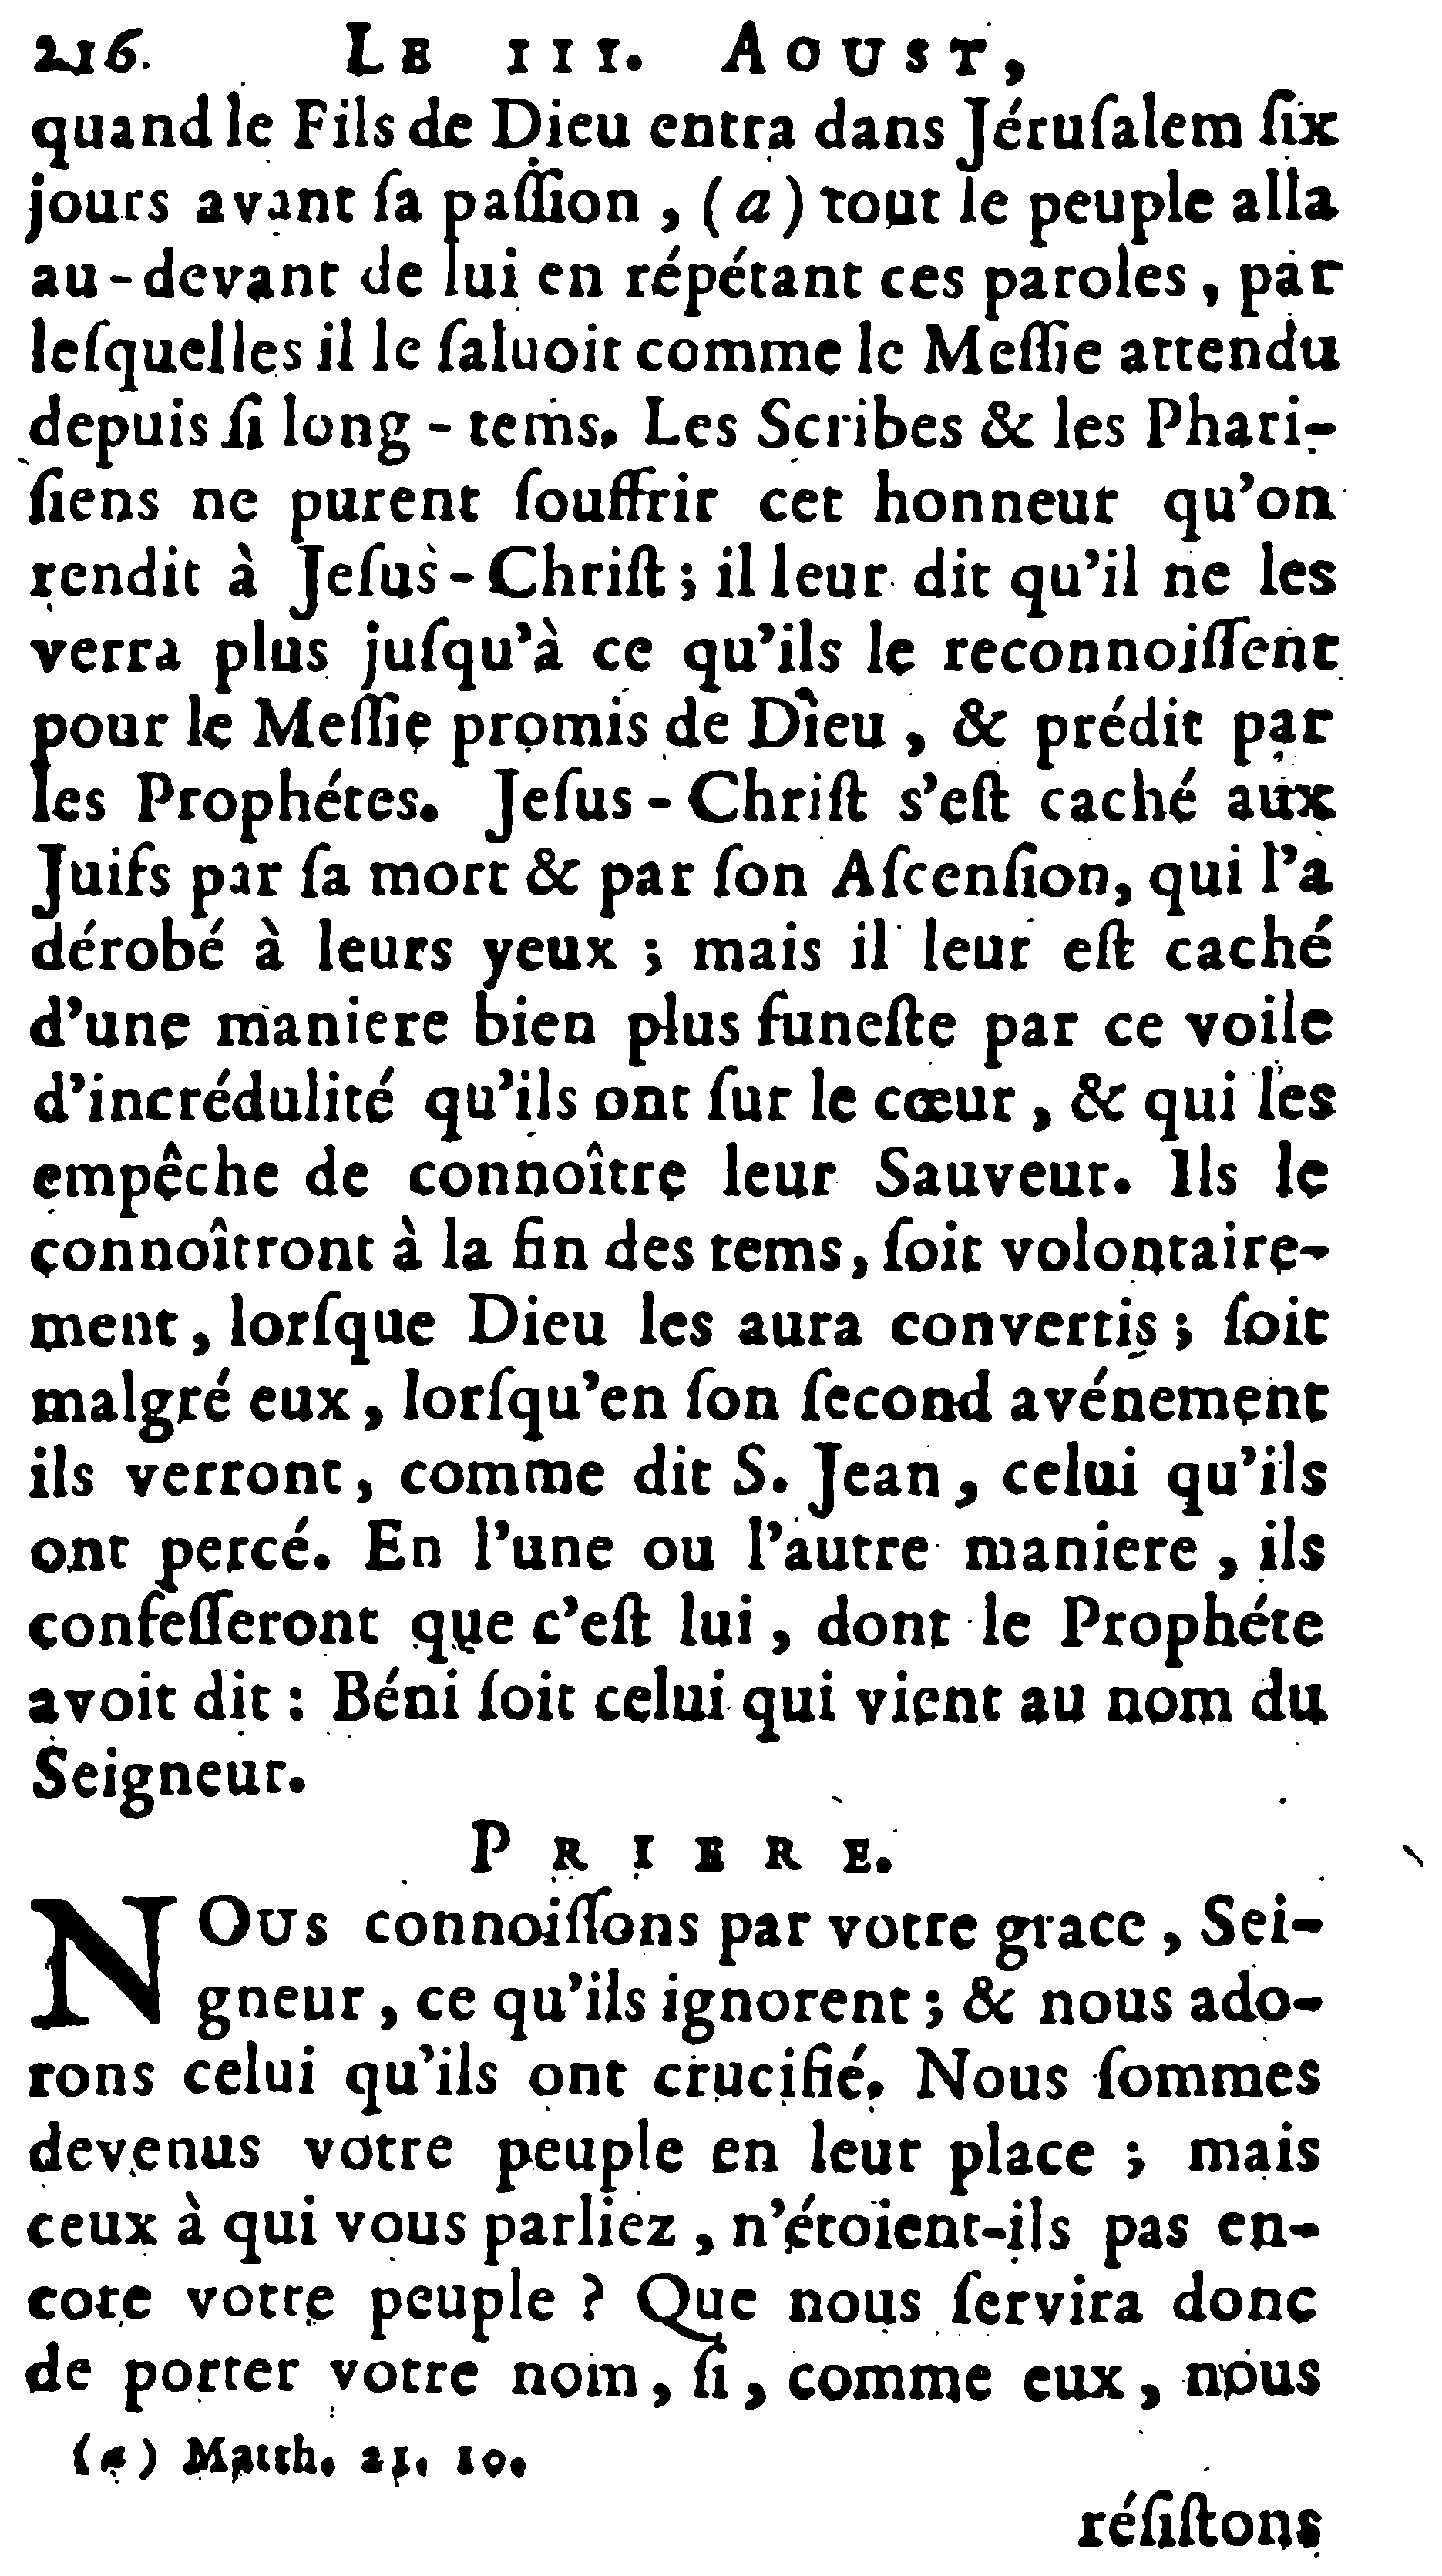 216. LE III. AOUST,
quand le Fils de Dieu entra dans Jéruſalem ſix
jours avant ſa paſſion, (a) tout le peuple alla
au-devant de lui en répétant ces paroles, par
leſquelles il le ſaluoit comme le Meſſie attendu
depuis ſi long-tems. Les Scribes & les Phari-
ſiens ne purent ſouffrir cet honneur qu'on
rendit à Jeſus-Chriſt; il leur dit qu'il ne les
verra plus juſqu'à ce qu'ils le reconnoiſſent
pour le Meſſie promis de Dieu, & prédit par
les Prophétes. Jeſus-Chriſt s'eſt caché aux
Juifs par ſa mort & par ſon Aſcenſion, qui l'a
dérobé à leurs yeux; mais il leur eſt caché
d'une maniere bien plus funeſte par ce voile
d'incrédulité qu'ils ont ſur le cœur, & qui les
empêche de connoître leur Sauveur. Ils le
connoîtront à la fin des tems, ſoit volontaire-
ment, lorſque Dieu les aura convertis; ſoit
malgré eux, lorſqu'en ſon ſecond avénement
ils verront, comme dit S. Jean, celui qu'ils
ont percé. En l'une ou l'autre maniere, ils
confeſſeront que c'eſt lui, dont le Prophéte
avoit dit: Béni ſoit celui qui vient au nom du
Seigneur.
PRIERE.
NOUS connoiſſons par votre grace, Sei-
gneur, ce qu'ils ignorent; & nous ado-
rons celui qu'ils ont crucifié. Nous ſommes
devenus votre peuple en leur place; mais
ceux à qui vous parliez, n'étoient-ils pas en-
core votre peuple? Que nous ſervira donc
de porter votre nom, ſi, comme eux, nous
(a) Matth. 21. 10.
réſiſtons